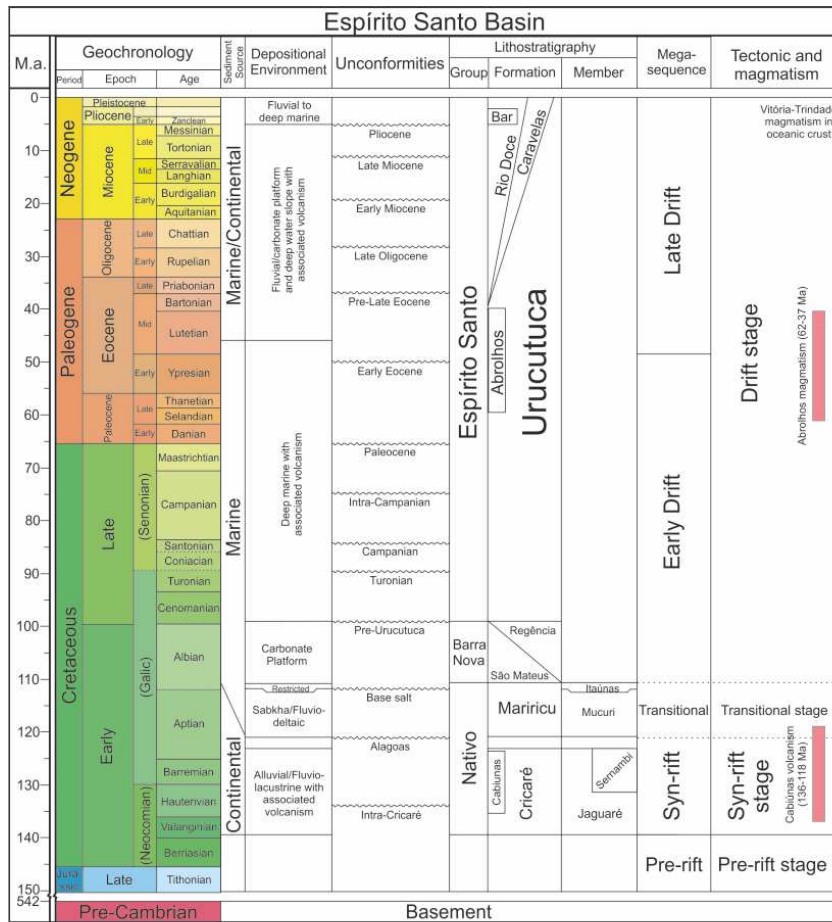 Espírito Santo Basin
M.a.
Geochronology
Period
Epoch
Age
Sediment
Source
Depositional
Environment
Unconformities
Lithostratigraphy
Group
Formation
Member
Mega-
sequence
Tectonic and
magmatism
0
10
20
30
40
50
60
70
80
90
100
110
120
130
140
150
542
Neogene
Paleogene
Cretaceous
Pre-Cambrian
Pleistocene
Pliocene
Miocene
Oligocene
Eocene
Paleocene
Late
Early
Late
Early
Late
Mid
Early
Late
Early
Late
Mid
Early
Late
Early
(Senonian)
(Galic)
(Neocomian)
Zanclean
Messinian
Tortonian
Serravalian
Langhian
Burdigalian
Aquitanian
Chattian
Rupelian
Priabonian
Bartonian
Lutetian
Ypresian
Thanetian
Selandian
Danian
Maastrichtian
Campanian
Santonian
Coniacian
Turonian
Cenomanian
Albian
Aptian
Barremian
Hauterivian
Valanginian
Berriasian
Tithonian
Marine/Continental
Marine
Continental
Fluvial to
deep marine
Fluvial/carbonate platform
and deep water slope with
associated volcanism
Deep marine with
associated volcanism
Carbonate
Platform
Restricted
Sabkha/Fluvio-
deltaic
Alluvial/Fluvio-
lacustrine with
associated
volcanism
Pliocene
Late Miocene
Early Miocene
Late Oligocene
Pre-Late Eocene
Early Eocene
Paleocene
Intra-Campanian
Campanian
Turonian
Pre-Urucutuca
Base salt
Alagoas
Intra-Cricaré
Espírito Santo
Barra
Nova
Nativo
Bar
Rio Doce
Caravelas
Abrolhos
Urucutuca
Regência
São Mateus
Mariricu
Cabiunas
Cricaré
Itaúnas
Mucuri
Sernambi
Jaguaré
Late Drift
Early Drift
Transitional
Syn-rift
Pre-rift
Vitória-Trindad
magmatism in
oceanic crust
Drift stage
Abrolhos magmatism (62-37 Ma)
Transitional stage
Syn-rift
stage
Cabiúnas volcanism
(136-118 Ma)
Pre-rift stage
Basement